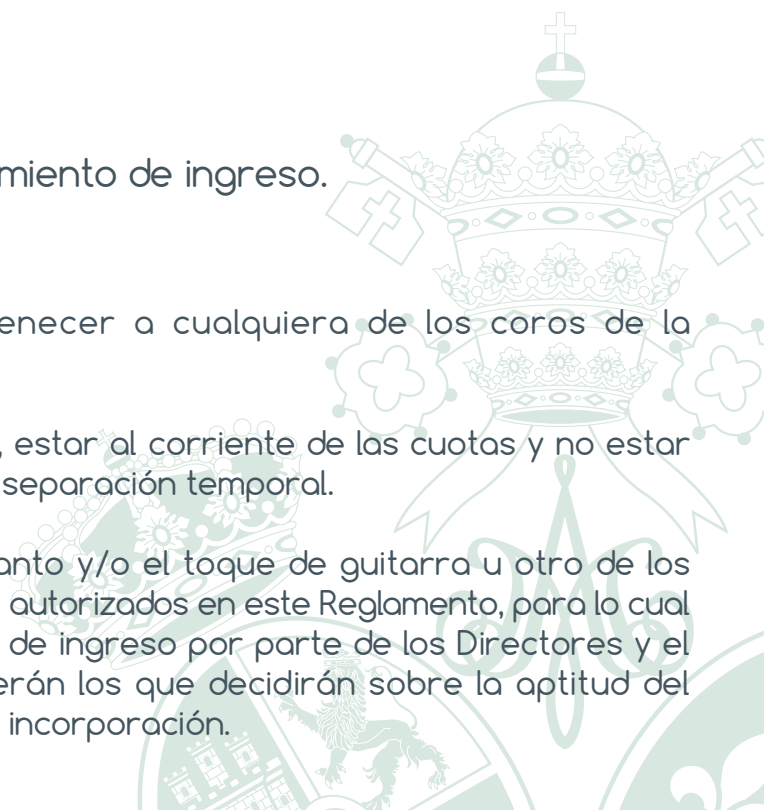 miento de ingreso.
enecer a cualquiera de los coros de la
, estar al corriente de las cuotas y no estar
separación temporal.
anto y/o el toque de guitarra u otro de los
autorizados en este Reglamento, para lo cual
de ingreso por parte de los Directores y el
erán los que decidirán sobre la aptitud del
incorporación.